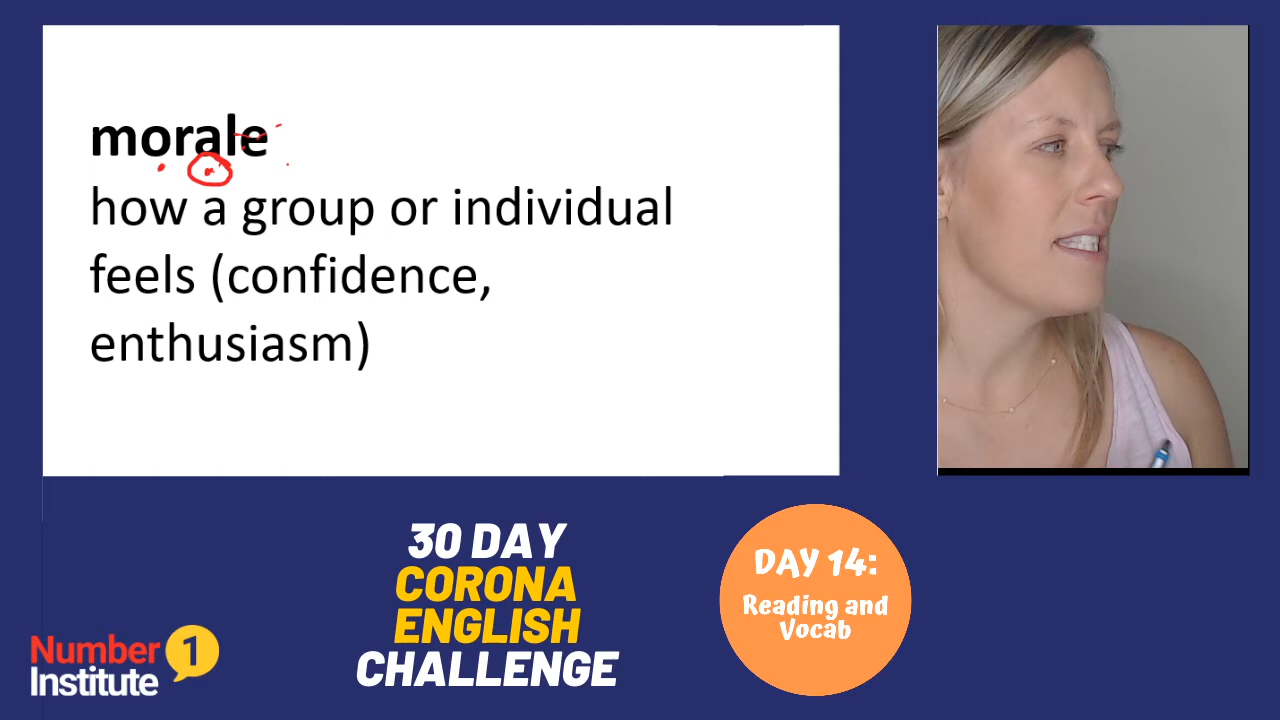 morale
how a group or individual
feels (confidence,
enthusiasm)
30 DAY
CORONA
ENGLISH
CHALLENGE
DAY 14:
Reading and
Vocab
Number 1
Institute